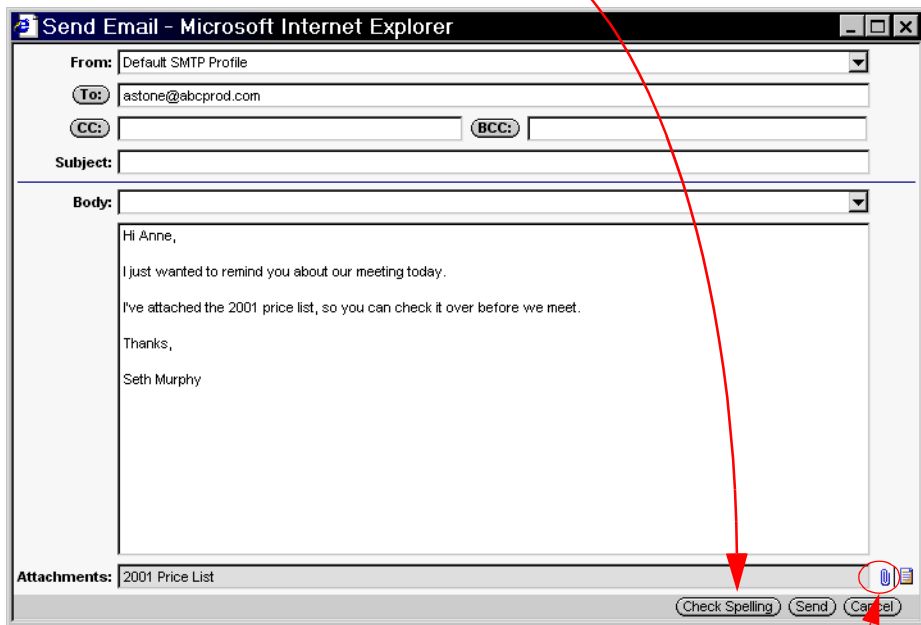 Send Email - Microsoft Internet Explorer
From: Default SMTP Profile
To: astone@abcprod.com
CC: BCC:
Subject:
Body:
Hi Anne,
I just wanted to remind you about our meeting today.
I've attached the 2001 price list, so you can check it over before we meet.
Thanks,
Seth Murphy
Attachments: 2001 Price List
Check Spelling Send Cancel